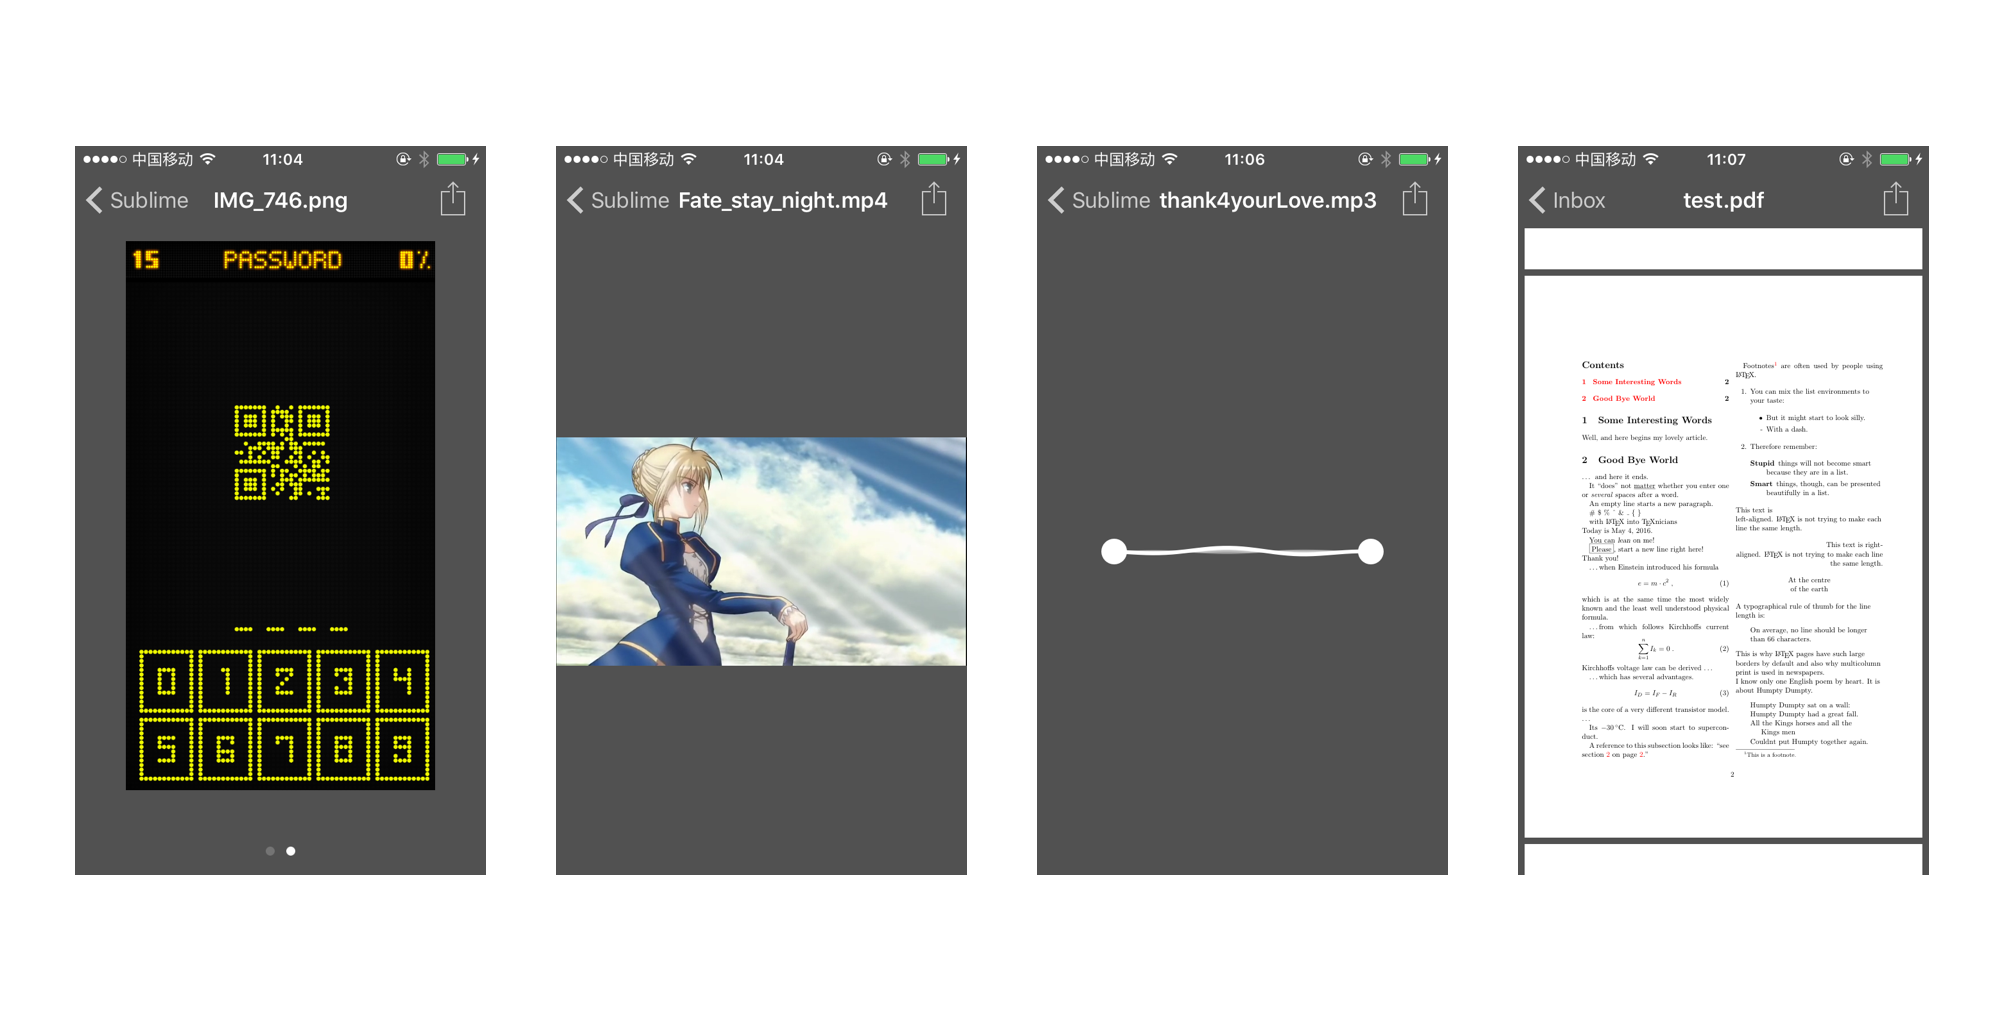 中国移动 11:04
Sublime IMG_746.png
15 PASSWORD 0%
0 1 2 3 4
5 6 7 8 9
中国移动 11:04
Sublime Fate_stay_night.mp4
中国移动 11:06
Sublime thank4yourLove.mp3
中国移动 11:07
Inbox test.pdf
Contents
1 Some Interesting Words 2
2 Good Bye World 2
1 Some Interesting Words
Well, and here begins my lovely article.
2 Good Bye World
... and here it ends.
It “does” not matter whether you enter one
or several spaces after a word.
An empty line starts a new paragraph.
# $ % ˆ & _ { }
with LATEX into TEXnicians
Today is May 4, 2016.
You can lean on me!
Please, start a new line right here!
Thank you!
... when Einstein introduced his formula
e = m · c² , (1)
which is at the same time the most widely
known and the least well understood physical
formula.
... from which follows Kirchhoffs current
law:
n
∑ Ik = 0 . (2)
k=1
Kirchhoffs voltage law can be derived ...
... which has several advantages.
ID = IF − IR (3)
is the core of a very different transistor model.
...
Its −30 °C. I will soon start to supercon-
duct.
A reference to this subsection looks like: “see
section 2 on page 2.”
Footnotes¹ are often used by people using
LATEX.
1. You can mix the list environments to
your taste:
• But it might start to look silly.
- With a dash.
2. Therefore remember:
Stupid things will not become smart
because they are in a list.
Smart things, though, can be presented
beautifully in a list.
This text is
left-aligned. LATEX is not trying to make each
line the same length.
This text is right-
aligned. LATEX is not trying to make each line
the same length.
At the centre
of the earth
A typographical rule of thumb for the line
length is:
On average, no line should be longer
than 66 characters.
This is why LATEX pages have such large
borders by default and also why multicolumn
print is used in newspapers.
I know only one English poem by heart. It is
about Humpty Dumpty.
Humpty Dumpty sat on a wall:
Humpty Dumpty had a great fall.
All the Kings horses and all the
Kings men
Couldnt put Humpty together again.
¹This is a footnote.
2